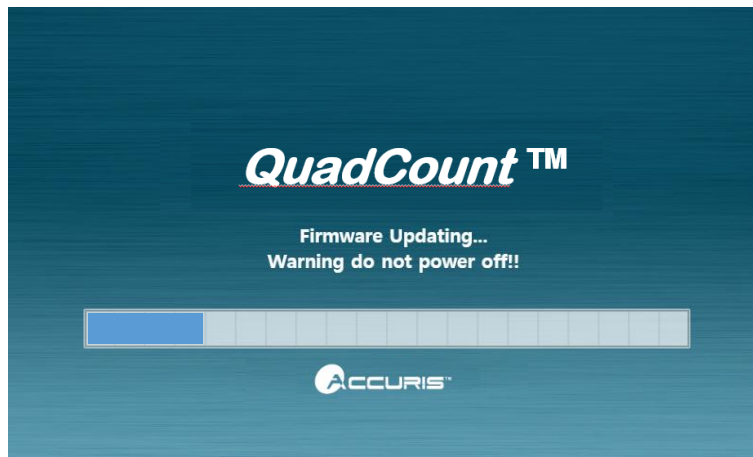 QuadCount ™
Firmware Updating...
Warning do not power off!!
ACCURIS™